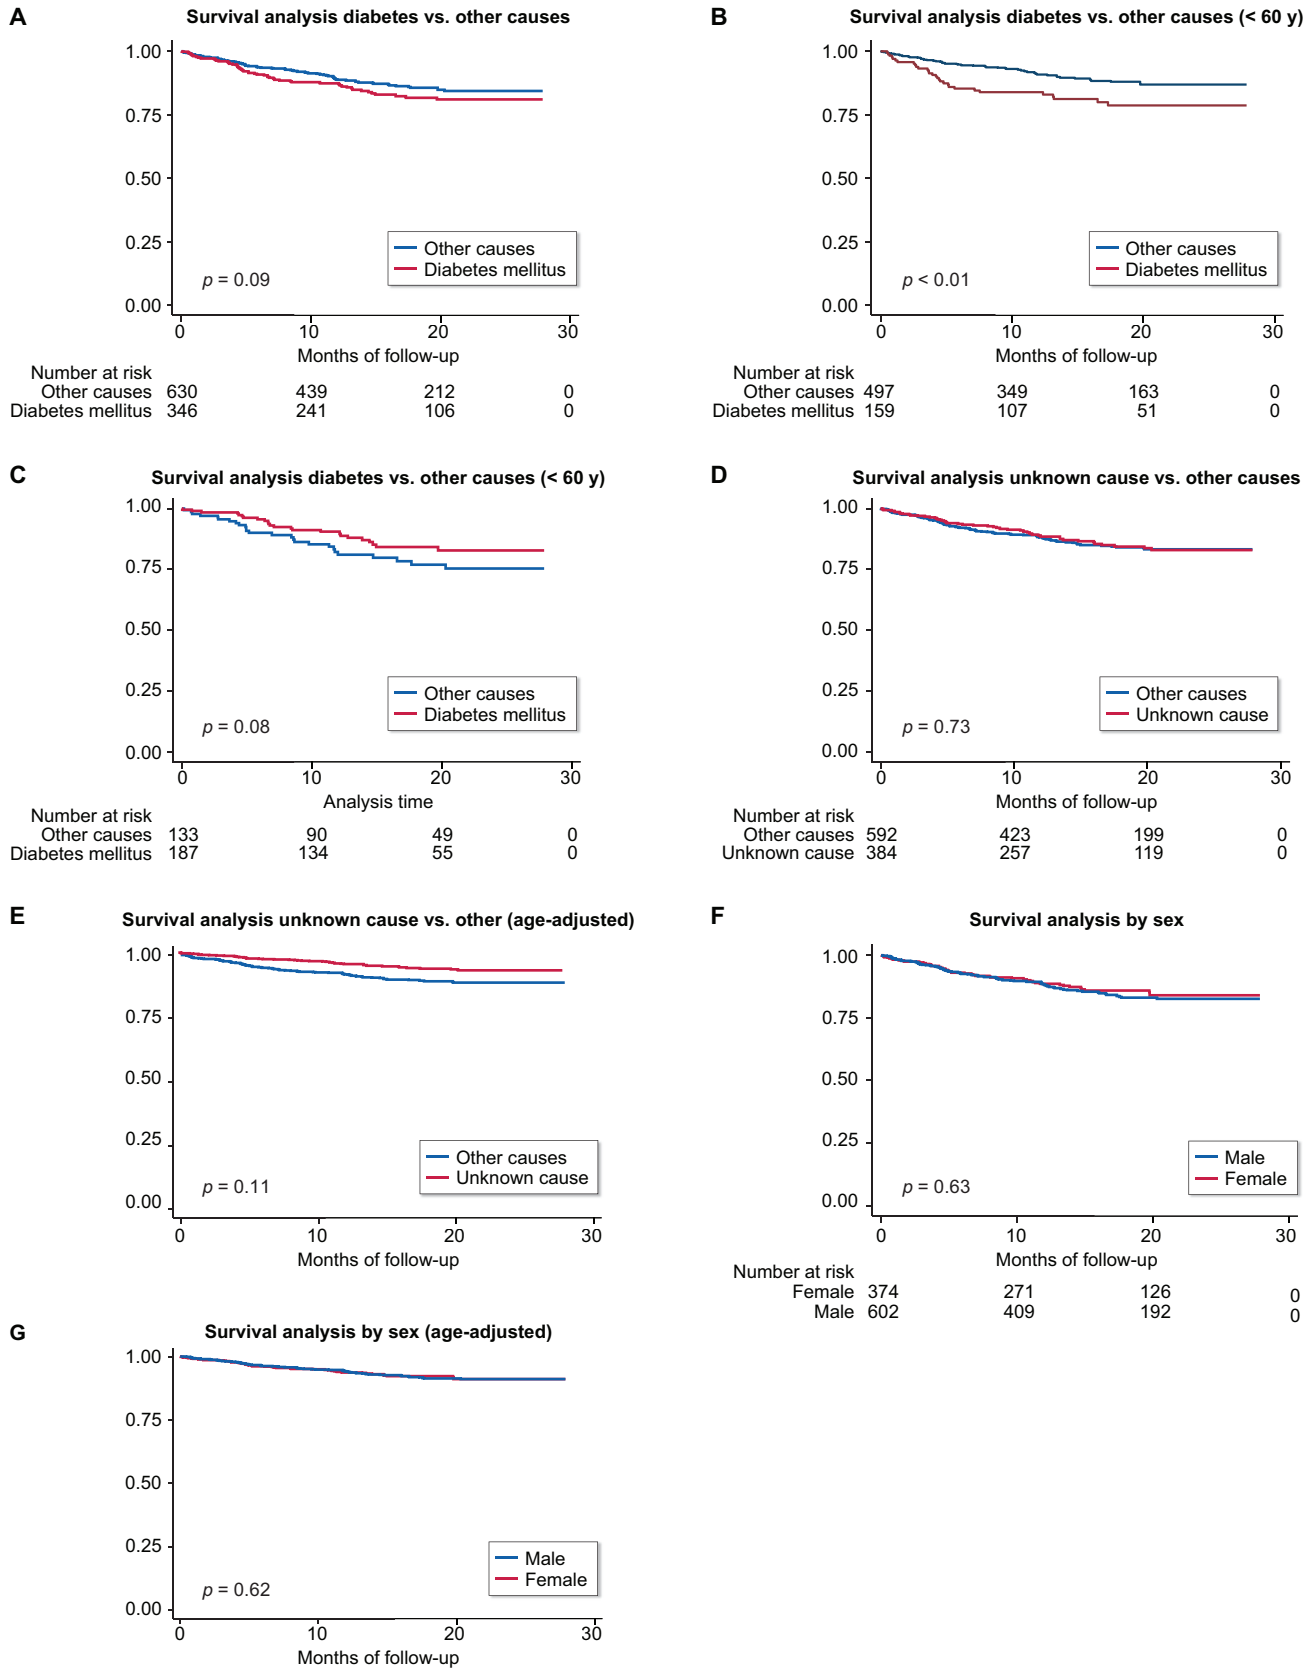 A
Survival analysis diabetes vs. other causes
1.00
0.75
0.50
0.25
0.00
Other causes
Diabetes mellitus
p = 0.09
0 10 20 30
Months of follow-up
Number at risk
Other causes 630 439 212 0
Diabetes mellitus 346 241 106 0
B
Survival analysis diabetes vs. other causes (< 60 y)
1.00
0.75
0.50
0.25
0.00
Other causes
Diabetes mellitus
p < 0.01
0 10 20 30
Months of follow-up
Number at risk
Other causes 497 349 163 0
Diabetes mellitus 159 107 51 0
C
Survival analysis diabetes vs. other causes (< 60 y)
1.00
0.75
0.50
0.25
0.00
Other causes
Diabetes mellitus
p = 0.08
0 10 20 30
Analysis time
Number at risk
Other causes 133 90 49 0
Diabetes mellitus 187 134 55 0
D
Survival analysis unknown cause vs. other causes
1.00
0.75
0.50
0.25
0.00
Other causes
Unknown cause
p = 0.73
0 10 20 30
Months of follow-up
Number at risk
Other causes 592 423 199 0
Unknown cause 384 257 119 0
E
Survival analysis unknown cause vs. other (age-adjusted)
1.00
0.75
0.50
0.25
0.00
Other causes
Unknown cause
p = 0.11
0 10 20 30
Months of follow-up
F
Survival analysis by sex
1.00
0.75
0.50
0.25
0.00
Male
Female
p = 0.63
0 10 20 30
Months of follow-up
Number at risk
Female 374 271 126 0
Male 602 409 192 0
G
Survival analysis by sex (age-adjusted)
1.00
0.75
0.50
0.25
0.00
Male
Female
p = 0.62
0 10 20 30
Months of follow-up